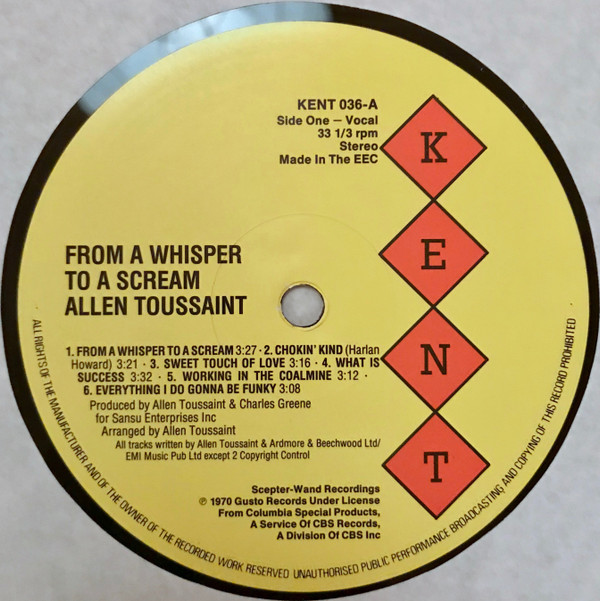 KENT 036-A
Side One – Vocal
33 1/3 rpm
Stereo
Made In The EEC
K
E
N
T
FROM A WHISPER
TO A SCREAM
ALLEN TOUSSAINT
1. FROM A WHISPER TO A SCREAM 3:27 · 2. CHOKIN' KIND (Harlan
Howard) 3:21 · 3. SWEET TOUCH OF LOVE 3:16 · 4. WHAT IS
SUCCESS 3:32 · 5. WORKING IN THE COALMINE 3:12 ·
6. EVERYTHING I DO GONNA BE FUNKY 3:08
Produced by Allen Toussaint & Charles Greene
for Sansu Enterprises Inc
Arranged by Allen Toussaint
All tracks written by Allen Toussaint & Ardmore & Beechwood Ltd/
EMI Music Pub Ltd except 2 Copyright Control
Scepter-Wand Recordings
℗ 1970 Gusto Records Under License
From Columbia Special Products,
A Service Of CBS Records,
A Division Of CBS Inc
ALL RIGHTS OF THE MANUFACTURER AND OF THE OWNER OF THE RECORDED WORK RESERVED UNAUTHORISED PUBLIC PERFORMANCE BROADCASTING AND COPYING OF THIS RECORD PROHIBITED